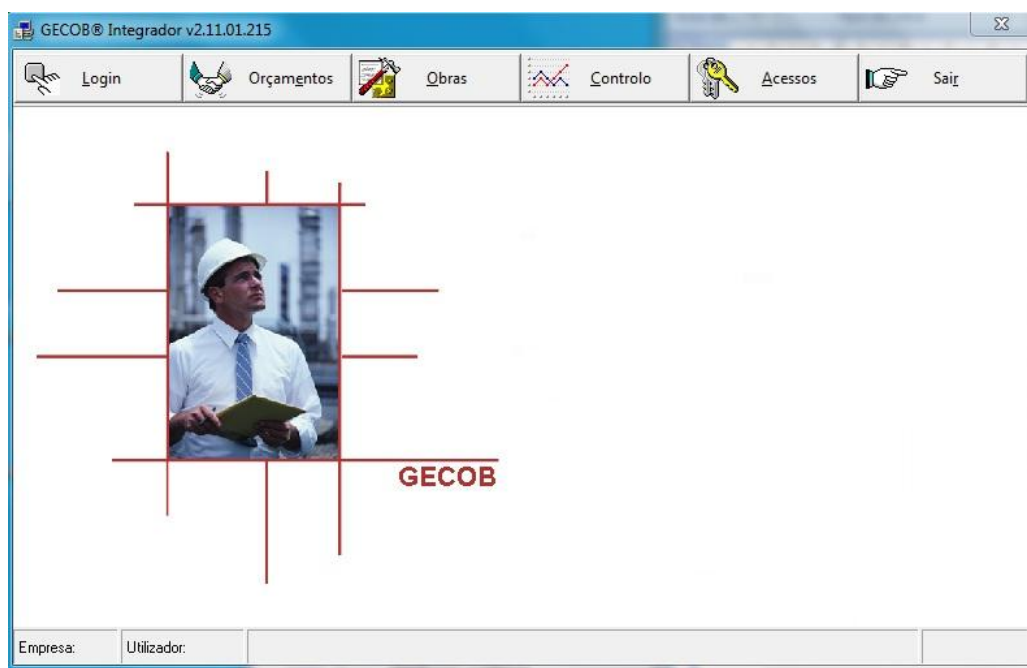 GECOB® Integrador v2.11.01.215
Login Orçamentos Obras Controlo Acessos Sair
GECOB
Empresa: Utilizador: